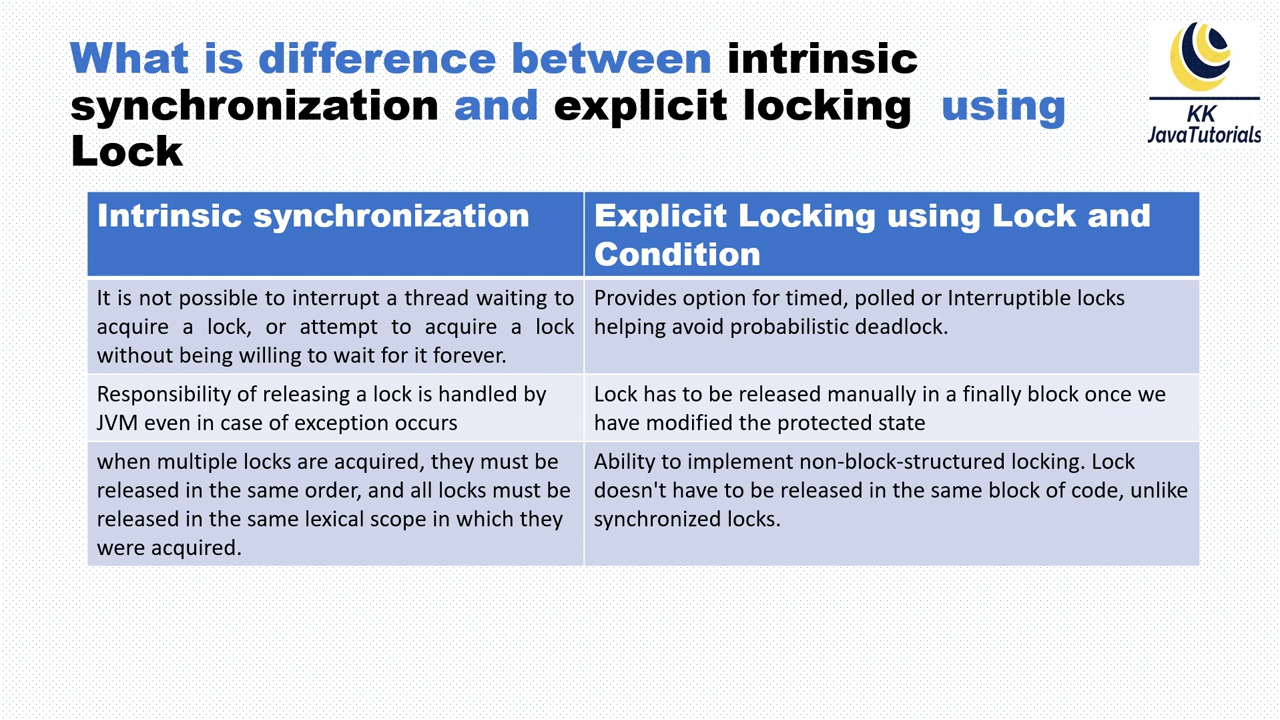 What is difference between intrinsic
synchronization and explicit locking using
Lock
KK
JavaTutorials
Intrinsic synchronization
Explicit Locking using Lock and
Condition
It is not possible to interrupt a thread waiting to
acquire a lock, or attempt to acquire a lock
without being willing to wait for it forever.
Provides option for timed, polled or Interruptible locks
helping avoid probabilistic deadlock.
Responsibility of releasing a lock is handled by
JVM even in case of exception occurs
Lock has to be released manually in a finally block once we
have modified the protected state
when multiple locks are acquired, they must be
released in the same order, and all locks must be
released in the same lexical scope in which they
were acquired.
Ability to implement non-block-structured locking. Lock
doesn't have to be released in the same block of code, unlike
synchronized locks.